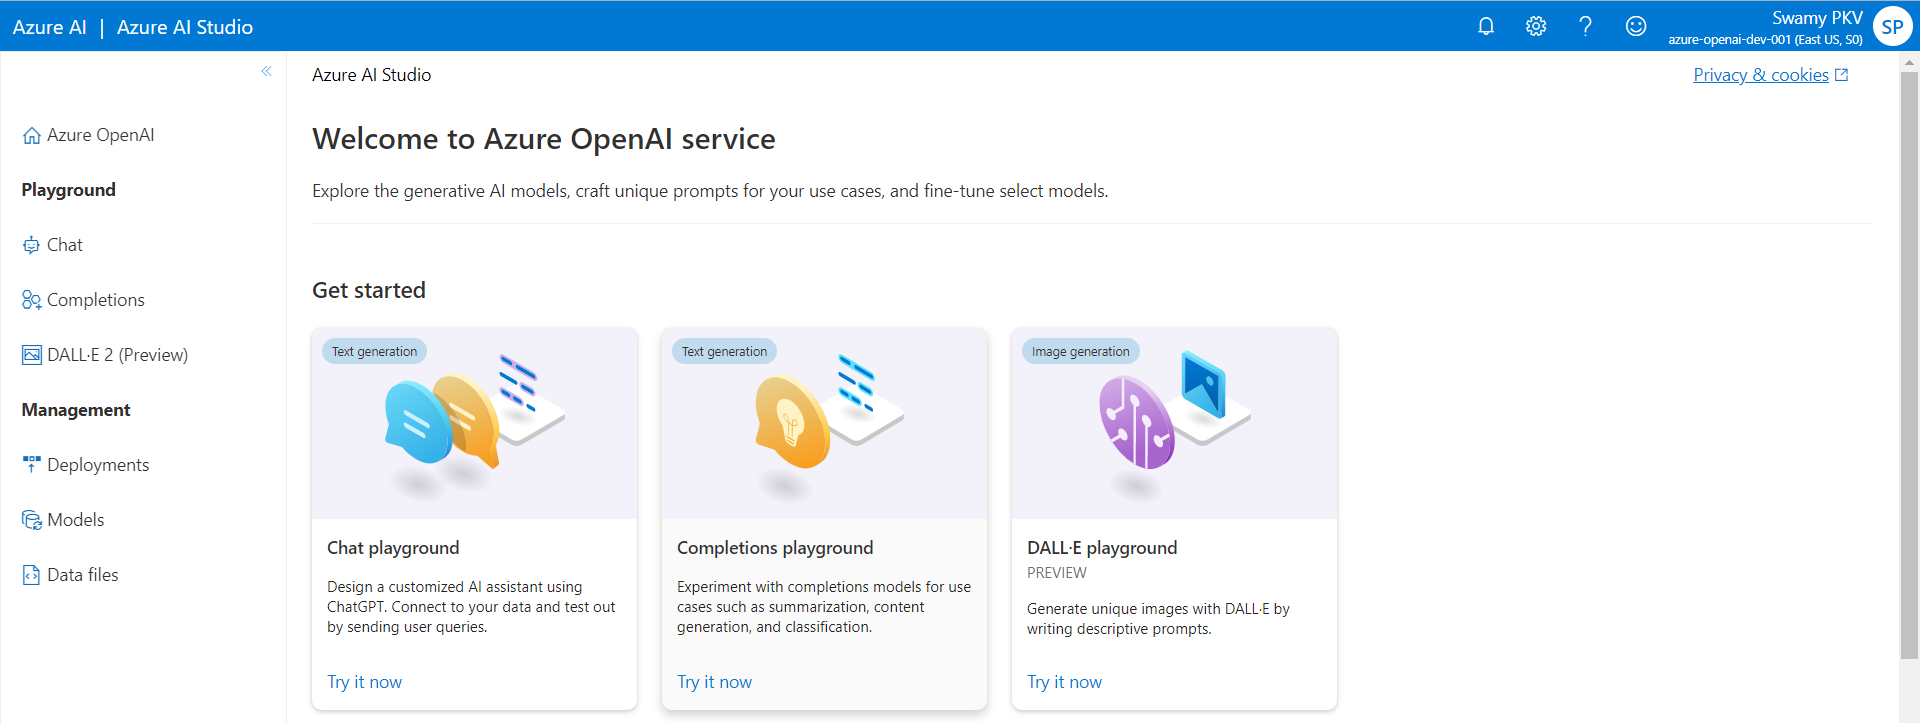 Azure AI | Azure AI Studio
Swamy PKV
azure-openai-dev-001 (East US, S0)
SP
Azure AI Studio
Privacy & cookies
Azure OpenAI
Playground
Chat
Completions
DALL·E 2 (Preview)
Management
Deployments
Models
Data files
Welcome to Azure OpenAI service
Explore the generative AI models, craft unique prompts for your use cases, and fine-tune select models.
Get started
Text generation
Chat playground
Design a customized AI assistant using
ChatGPT. Connect to your data and test out
by sending user queries.
Try it now
Text generation
Completions playground
Experiment with completions models for use
cases such as summarization, content
generation, and classification.
Try it now
Image generation
DALL·E playground
PREVIEW
Generate unique images with DALL·E by
writing descriptive prompts.
Try it now